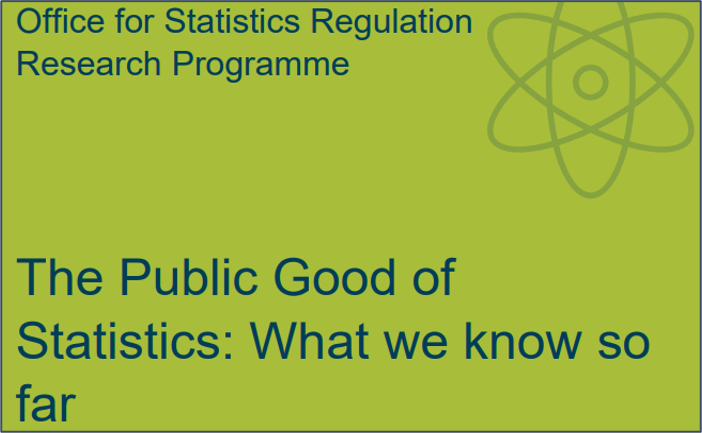 Office for Statistics Regulation
Research Programme
The Public Good of
Statistics: What we know so
far